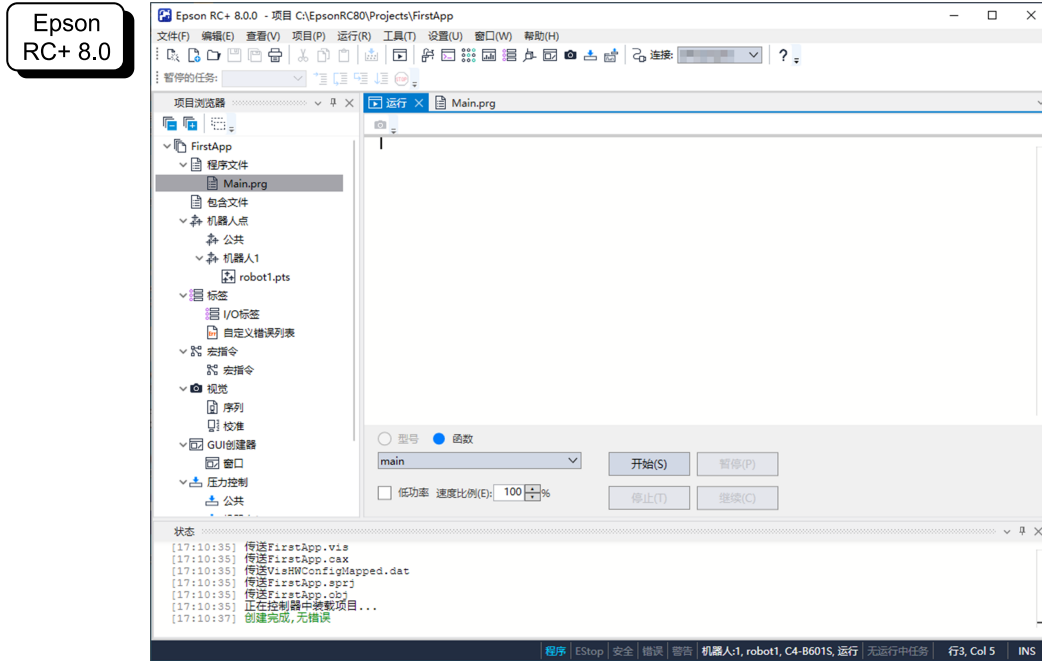 Epson
RC+ 8.0
Epson RC+ 8.0.0 - 项目 C:\EpsonRC80\Projects\FirstApp
文件(F) 编辑(E) 查看(V) 项目(P) 运行(R) 工具(T) 设置(U) 窗口(W) 帮助(H)
连接:
暂停的任务:
项目浏览器
运行
Main.prg
FirstApp
程序文件
Main.prg
包含文件
机器人点
公共
机器人1
robot1.pts
标签
I/O标签
自定义错误列表
宏指令
宏指令
视觉
序列
校准
GUI创建器
窗口
压力控制
公共
型号 函数
main
开始(S) 暂停(P)
低功率 速度比例(E): 100 %
停止(T) 继续(C)
状态
[17:10:35] 传送FirstApp.vis
[17:10:35] 传送FirstApp.cax
[17:10:35] 传送VisHWConfigMapped.dat
[17:10:35] 传送FirstApp.sprj
[17:10:35] 传送FirstApp.obj
[17:10:35] 正在控制器中装载项目...
[17:10:37] 创建完成,无错误
程序 EStop 安全 错误 警告 机器人:1, robot1, C4-B601S, 运行 无运行中任务 行3, Col 5 INS